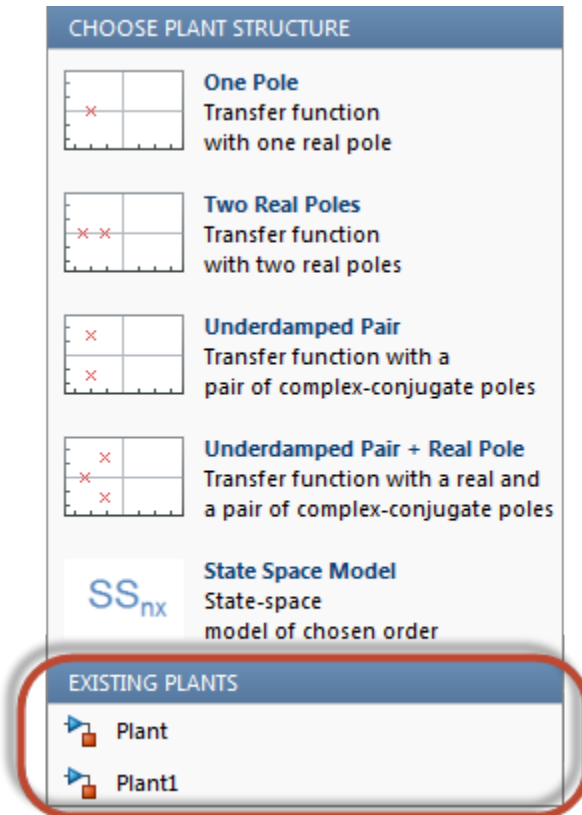 CHOOSE PLANT STRUCTURE
One Pole
Transfer function
with one real pole
Two Real Poles
Transfer function
with two real poles
Underdamped Pair
Transfer function with a
pair of complex-conjugate poles
Underdamped Pair + Real Pole
Transfer function with a real and
a pair of complex-conjugate poles
SSnx
State Space Model
State-space
model of chosen order
EXISTING PLANTS
Plant
Plant1